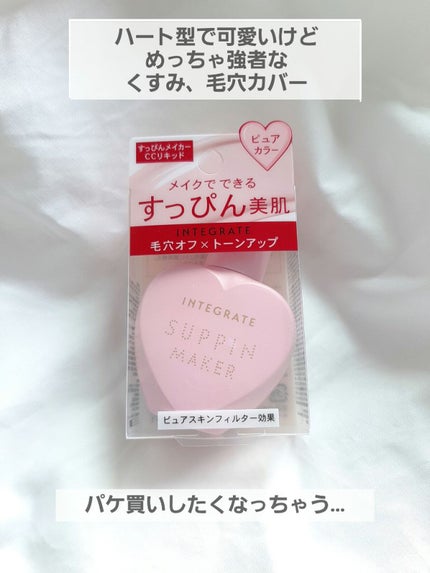 ハート型で可愛いけど
めっちゃ強者な
くすみ、毛穴カバー
ピュア
カラー
すっぴんメイカー
CCリキッド
メイクでできる
すっぴん美肌
INTEGRATE
毛穴オフ×トーンアップ
INTEGRATE
SUPPIN
MAKER
ピュアスキンフィルター効果
パケ買いしたくなっちゃう...